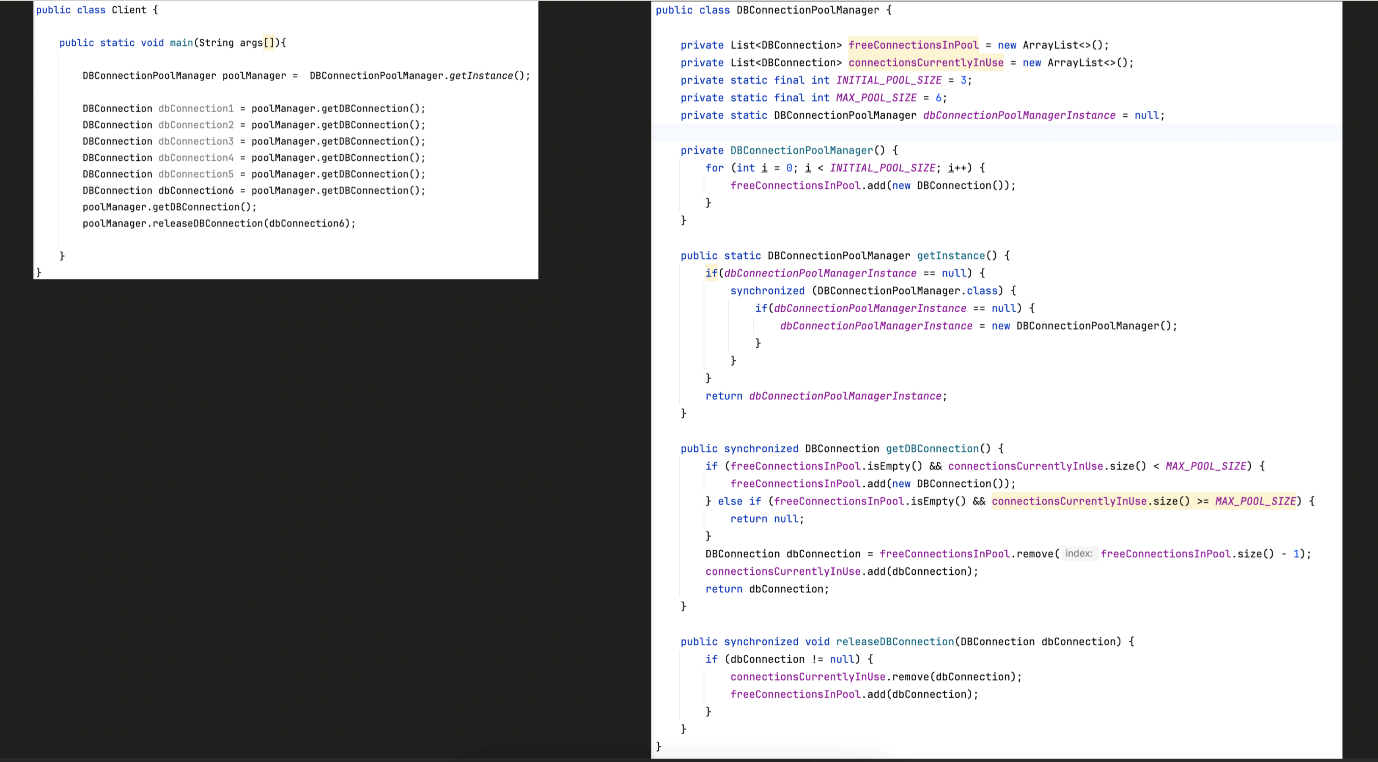 public class Client {
public static void main(String args[]){
DBConnectionPoolManager poolManager =  DBConnectionPoolManager.getInstance();
DBConnection dbConnection1 = poolManager.getDBConnection();
DBConnection dbConnection2 = poolManager.getDBConnection();
DBConnection dbConnection3 = poolManager.getDBConnection();
DBConnection dbConnection4 = poolManager.getDBConnection();
DBConnection dbConnection5 = poolManager.getDBConnection();
DBConnection dbConnection6 = poolManager.getDBConnection();
poolManager.getDBConnection();
poolManager.releaseDBConnection(dbConnection6);
}
}
public class DBConnectionPoolManager {
private List<DBConnection> freeConnectionsInPool = new ArrayList<>();
private List<DBConnection> connectionsCurrentlyInUse = new ArrayList<>();
private static final int INITIAL_POOL_SIZE = 3;
private static final int MAX_POOL_SIZE = 6;
private static DBConnectionPoolManager dbConnectionPoolManagerInstance = null;
private DBConnectionPoolManager() {
for (int i = 0; i < INITIAL_POOL_SIZE; i++) {
freeConnectionsInPool.add(new DBConnection());
}
}
public static DBConnectionPoolManager getInstance() {
if(dbConnectionPoolManagerInstance == null) {
synchronized (DBConnectionPoolManager.class) {
if(dbConnectionPoolManagerInstance == null) {
dbConnectionPoolManagerInstance = new DBConnectionPoolManager();
}
}
}
return dbConnectionPoolManagerInstance;
}
public synchronized DBConnection getDBConnection() {
if (freeConnectionsInPool.isEmpty() && connectionsCurrentlyInUse.size() < MAX_POOL_SIZE) {
freeConnectionsInPool.add(new DBConnection());
} else if (freeConnectionsInPool.isEmpty() && connectionsCurrentlyInUse.size() >= MAX_POOL_SIZE) {
return null;
}
DBConnection dbConnection = freeConnectionsInPool.remove( index: freeConnectionsInPool.size() - 1);
connectionsCurrentlyInUse.add(dbConnection);
return dbConnection;
}
public synchronized void releaseDBConnection(DBConnection dbConnection) {
if (dbConnection != null) {
connectionsCurrentlyInUse.remove(dbConnection);
freeConnectionsInPool.add(dbConnection);
}
}
}